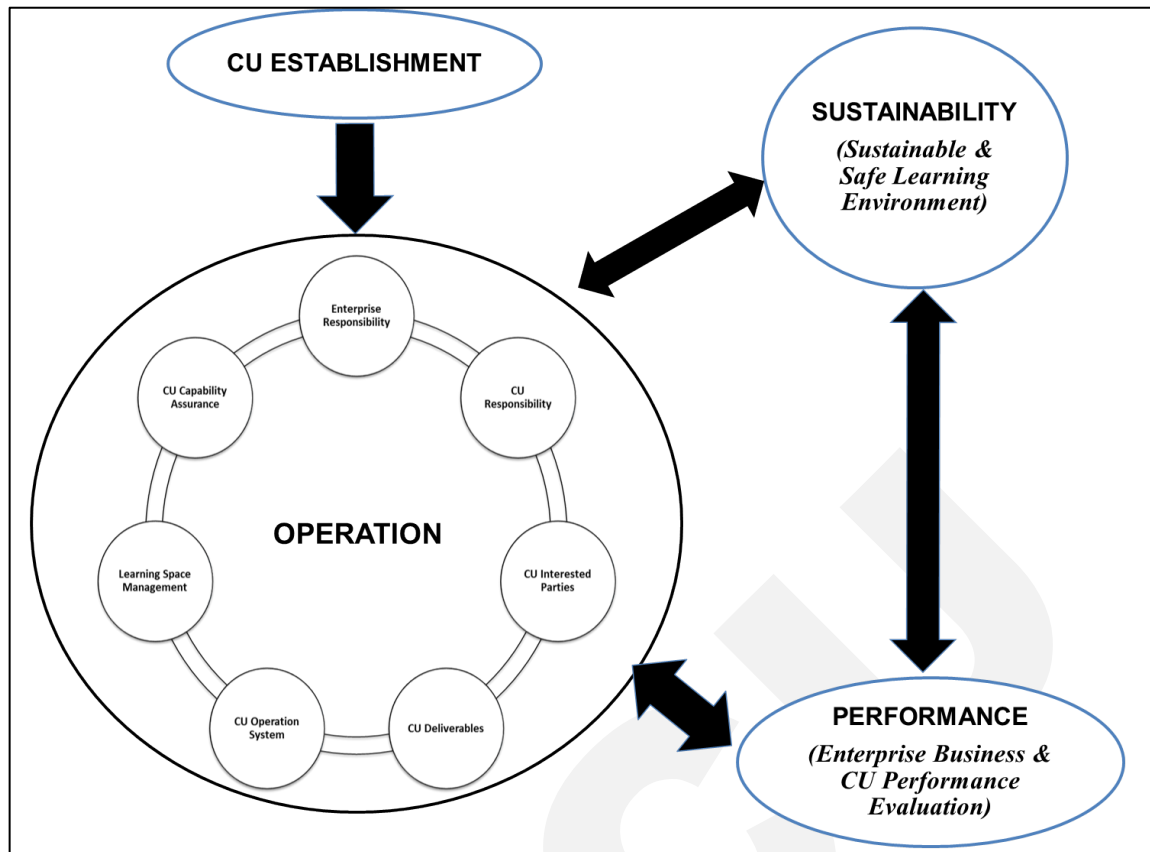 CU ESTABLISHMENT
SUSTAINABILITY
(Sustainable &
Safe Learning
Environment)
Enterprise
Responsibility
CU Capability
Assurance
CU
Responsibility
OPERATION
Learning Space
Management
CU Interested
Parties
CU Operation
System
CU Deliverables
PERFORMANCE
(Enterprise Business &
CU Performance
Evaluation)